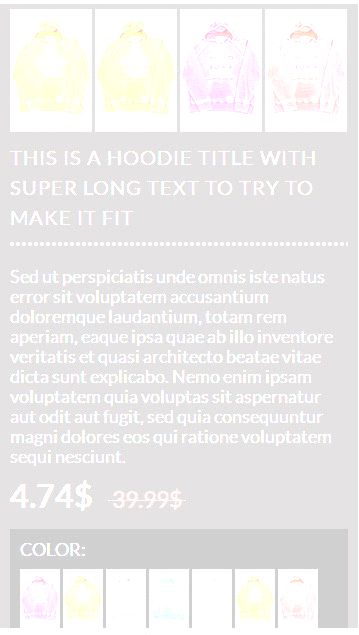 THIS IS A HOODIE TITLE WITH
SUPER LONG TEXT TO TRY TO
MAKE IT FIT
Sed ut perspiciatis unde omnis iste natus
error sit voluptatem accusantium
doloremque laudantium, totam rem
aperiam, eaque ipsa quae ab illo inventore
veritatis et quasi architecto beatae vitae
dicta sunt explicabo. Nemo enim ipsam
voluptatem quia voluptas sit aspernatur
aut odit aut fugit, sed quia consequuntur
magni dolores eos qui ratione voluptatem
sequi nesciunt.
4.74$ 39.99$
COLOR: